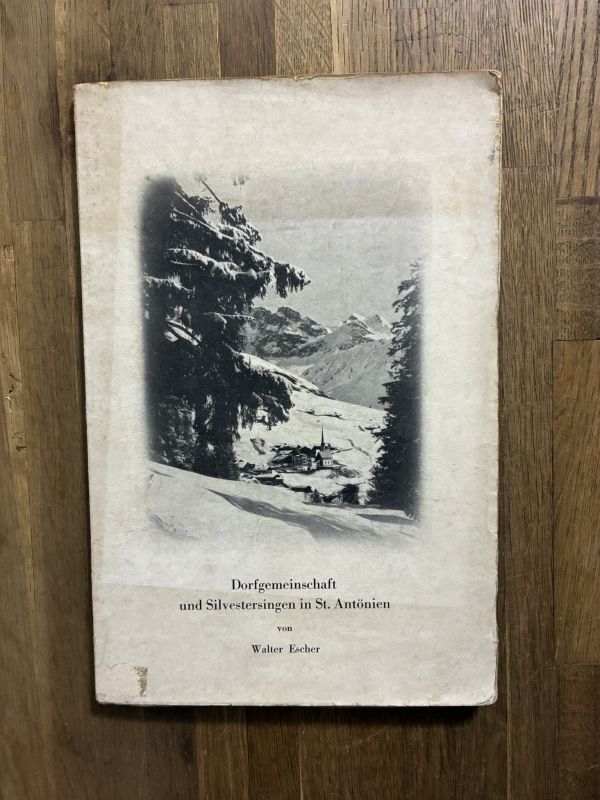 Dorfgemeinschaft
und Silvestersingen in St. Antönien
von
Walter Escher